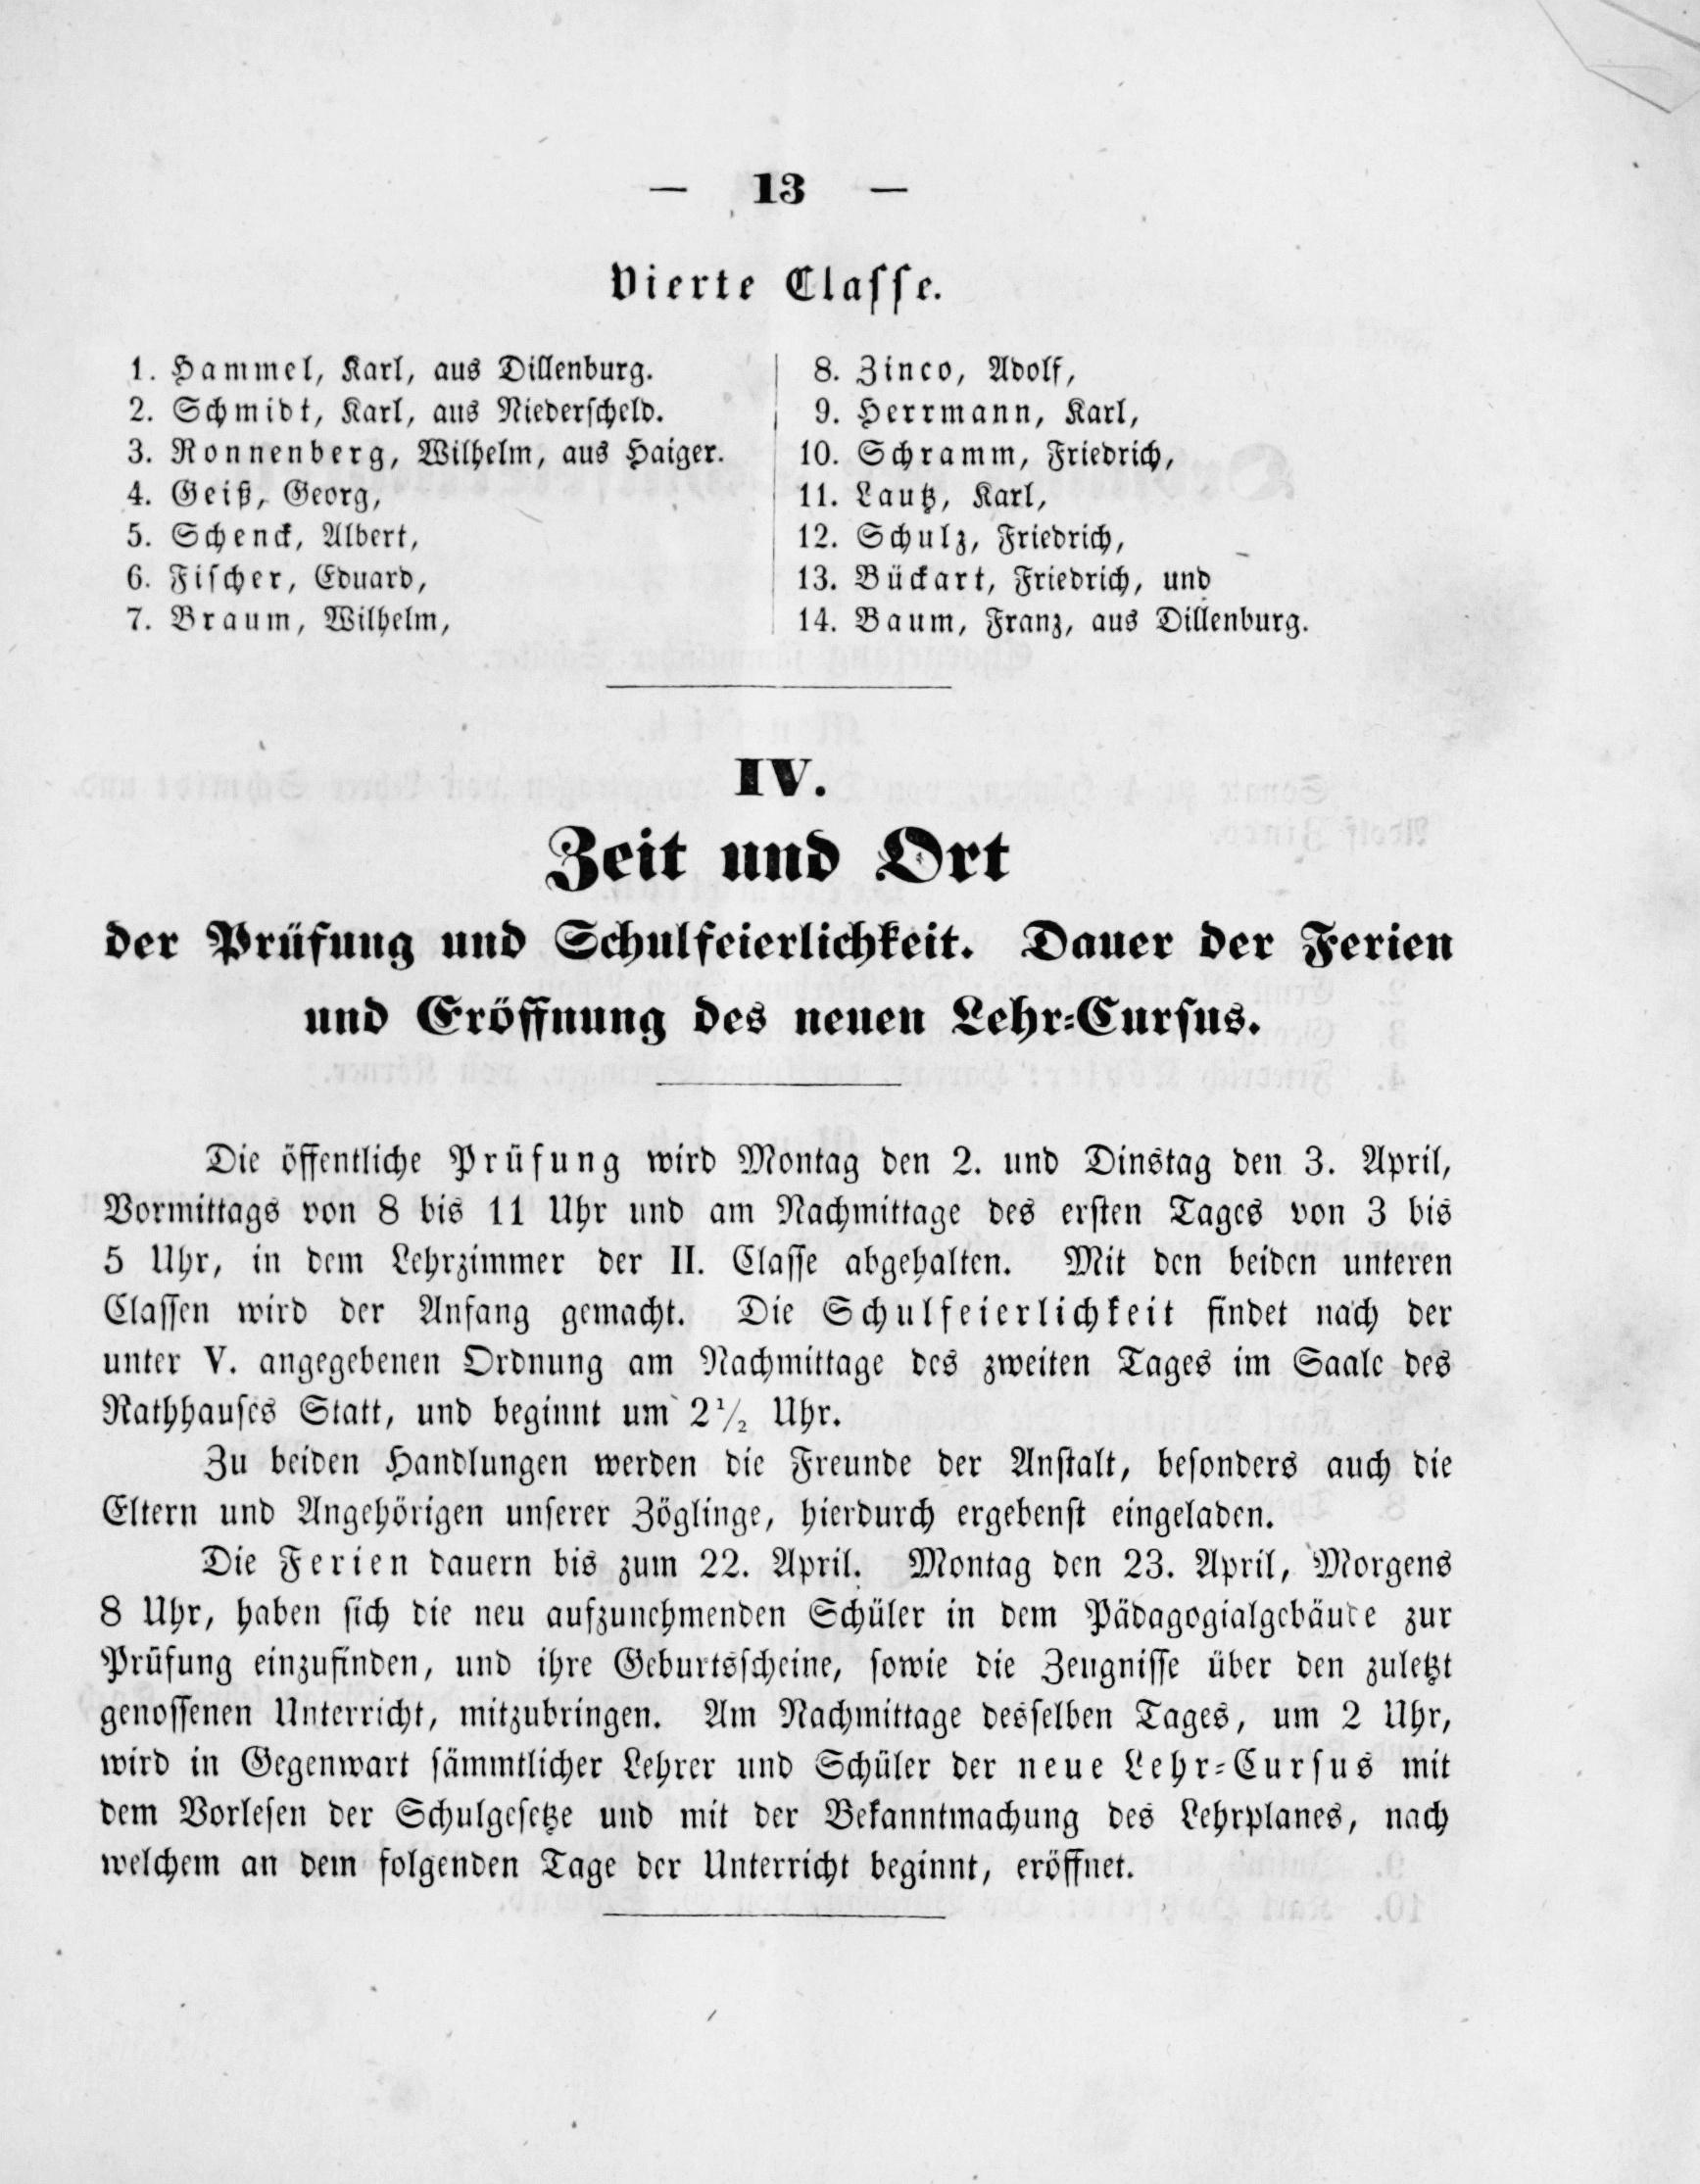 — 13 —
Vierte Classe.
1. Hammel, Karl, aus Dillenburg.
2. Schmidt, Karl, aus Niederscheld.
3. Ronnenberg, Wilhelm, aus Haiger.
4. Geiß, Georg,
5. Schenck, Albert,
6. Fischer, Eduard,
7. Braum, Wilhelm,
8. Zinco, Adolf,
9. Herrmann, Karl,
10. Schramm, Friedrich,
11. Lautz, Karl,
12. Schulz, Friedrich,
13. Bückart, Friedrich, und
14. Baum, Franz, aus Dillenburg.
IV.
Zeit und Ort
der Prüfung und Schulfeierlichkeit. Dauer der Ferien
und Eröffnung des neuen Lehr-Cursus.
Die öffentliche Prüfung wird Montag den 2. und Dinstag den 3. April,
Vormittags von 8 bis 11 Uhr und am Nachmittage des ersten Tages von 3 bis
5 Uhr, in dem Lehrzimmer der II. Classe abgehalten. Mit den beiden unteren
Classen wird der Anfang gemacht. Die Schulfeierlichkeit findet nach der
unter V. angegebenen Ordnung am Nachmittage des zweiten Tages im Saale des
Rathhauses Statt, und beginnt um 2½ Uhr.
Zu beiden Handlungen werden die Freunde der Anstalt, besonders auch die
Eltern und Angehörigen unserer Zöglinge, hierdurch ergebenst eingeladen.
Die Ferien dauern bis zum 22. April. Montag den 23. April, Morgens
8 Uhr, haben sich die neu aufzunehmenden Schüler in dem Pädagogialgebäude zur
Prüfung einzufinden, und ihre Geburtsscheine, sowie die Zeugnisse über den zuletzt
genossenen Unterricht, mitzubringen. Am Nachmittage desselben Tages, um 2 Uhr,
wird in Gegenwart sämmtlicher Lehrer und Schüler der neue Lehr-Cursus mit
dem Vorlesen der Schulgesetze und mit der Bekanntmachung des Lehrplanes, nach
welchem an dem folgenden Tage der Unterricht beginnt, eröffnet.